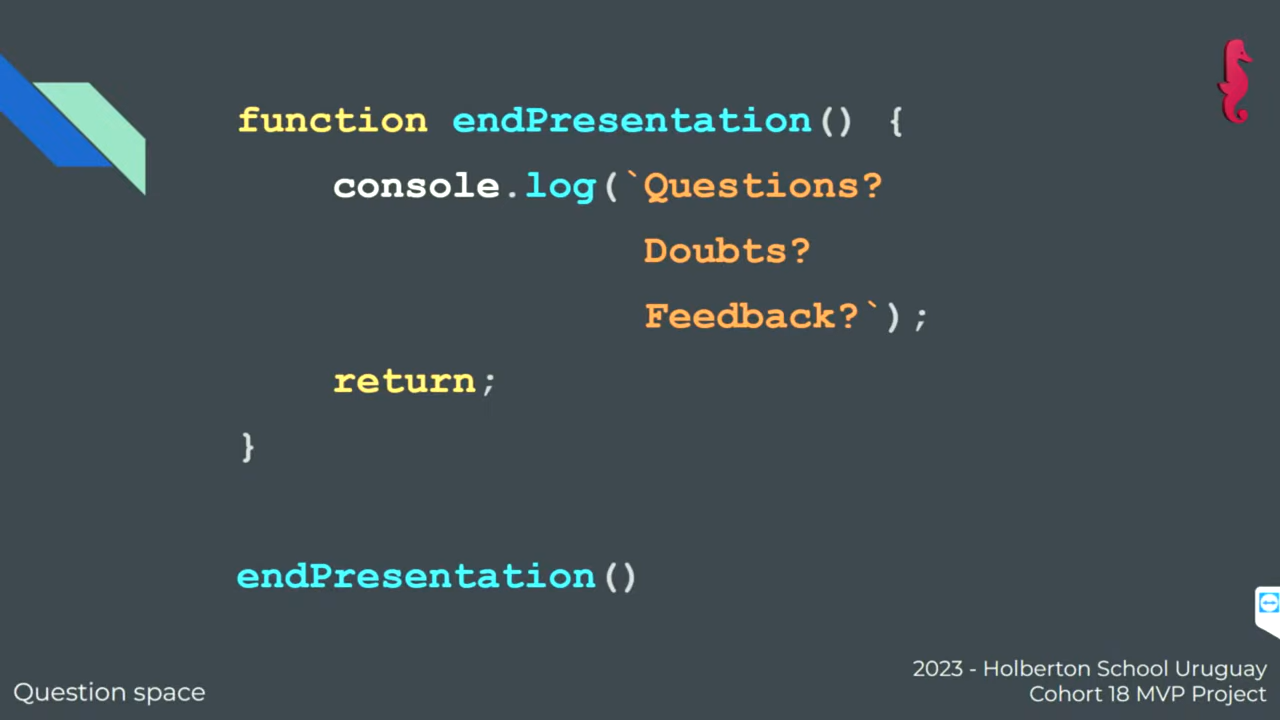 function endPresentation() {
console.log(`Questions?
Doubts?
Feedback?`);
return;
}
endPresentation()
Question space
2023 - Holberton School Uruguay
Cohort 18 MVP Project